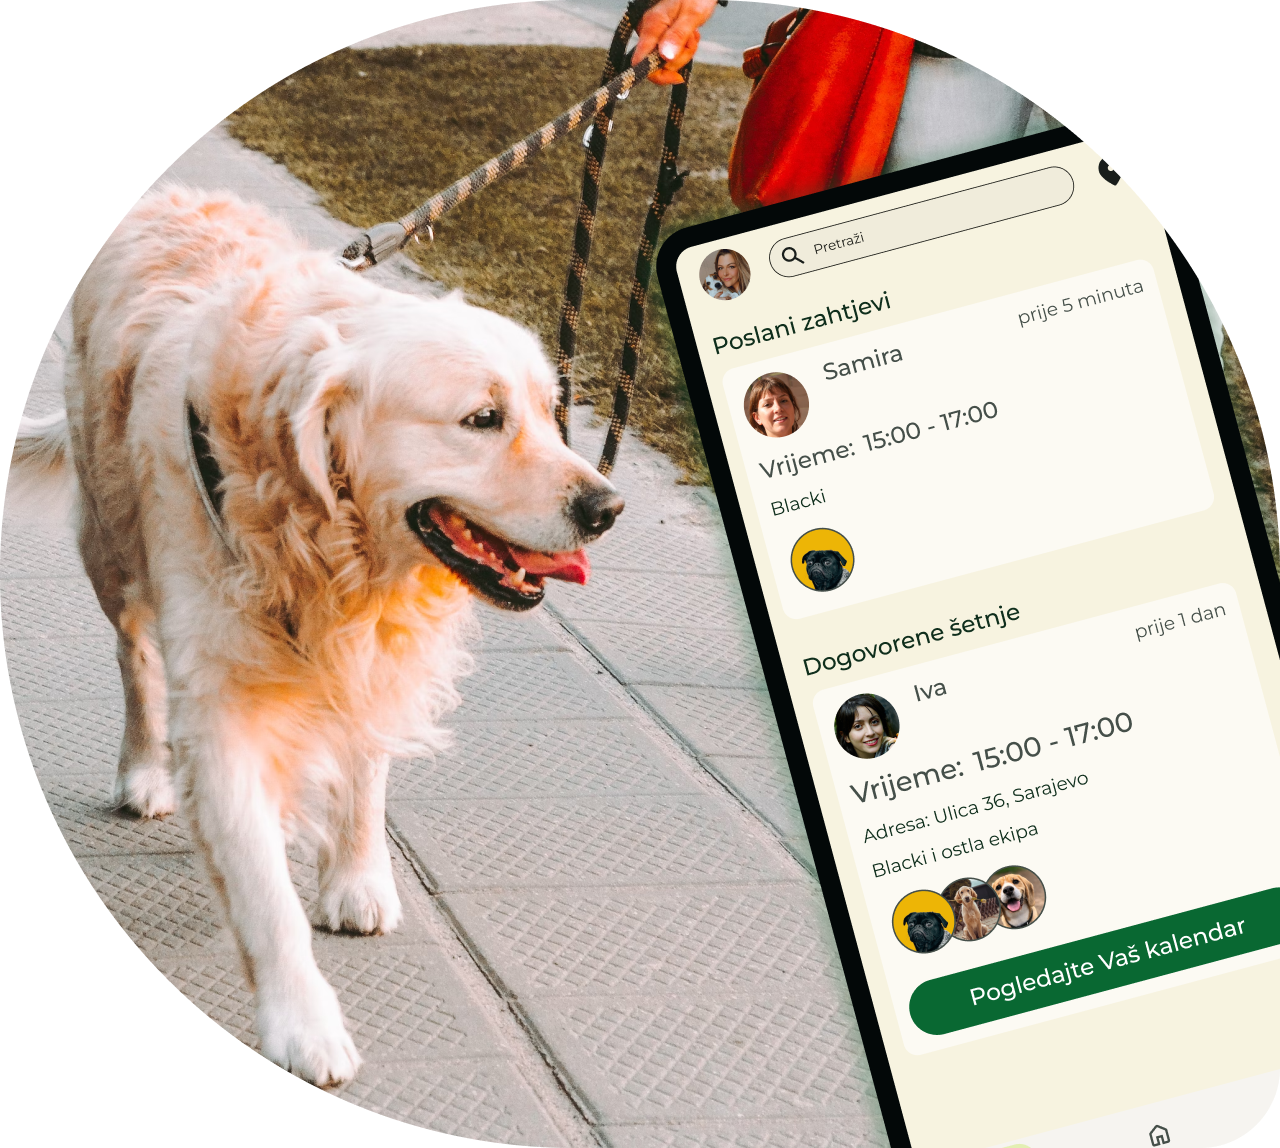 Pretraži
Poslani zahtjevi
prije 5 minuta
Samira
Vrijeme: 15:00 - 17:00
Blacki
Dogovorene šetnje
prije 1 dan
Iva
Vrijeme: 15:00 - 17:00
Adresa: Ulica 36, Sarajevo
Blacki i ostla ekipa
Pogledajte Vaš kalendar